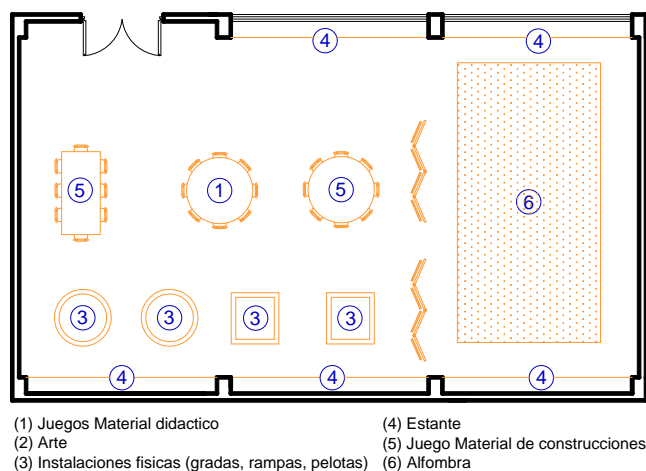 4
4
5
1
5
6
3
3
3
3
4
4
4
(1) Juegos Material didactico
(2) Arte
(3) Instalaciones fisicas (gradas, rampas, pelotas)
(4) Estante
(5) Juego Material de construcciones
(6) Alfombra